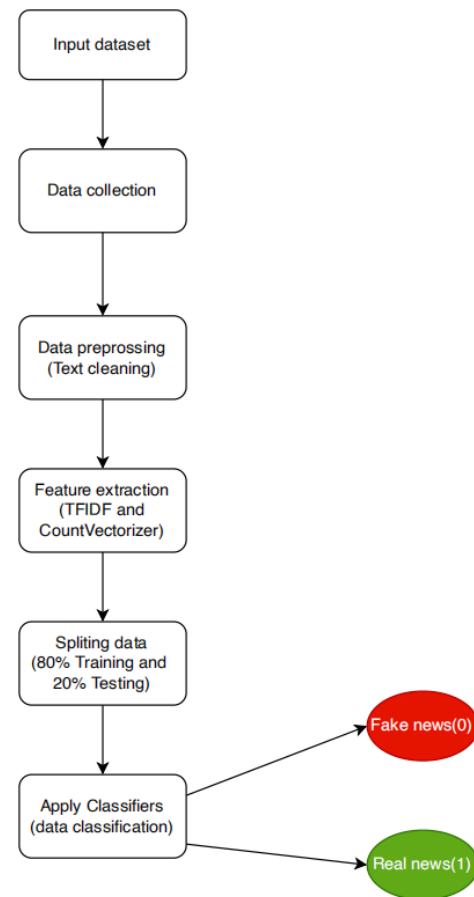 Input dataset
Data collection
Data preprossing
(Text cleaning)
Feature extraction
(TFIDF and
CountVectorizer)
Spliting data
(80% Training and
20% Testing)
Fake news(0)
Apply Classifiers
(data classification)
Real news(1)